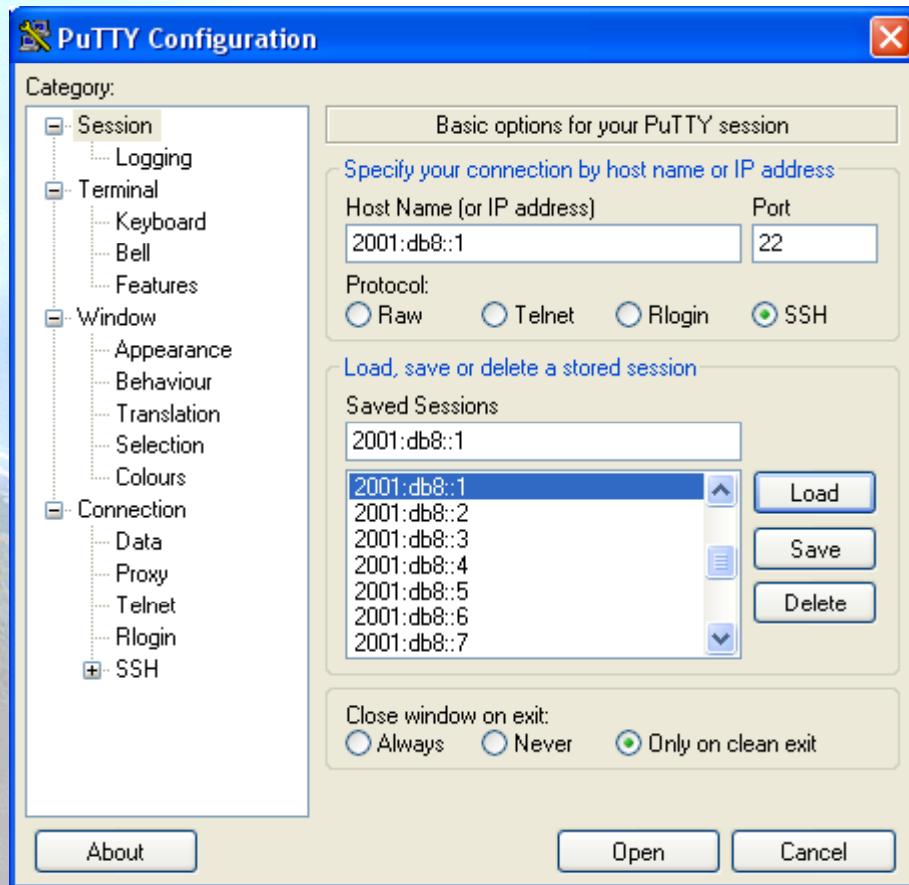 PuTTY Configuration
Category:
Session
Logging
Terminal
Keyboard
Bell
Features
Window
Appearance
Behaviour
Translation
Selection
Colours
Connection
Data
Proxy
Telnet
Rlogin
SSH
Basic options for your PuTTY session
Specify your connection by host name or IP address
Host Name (or IP address) Port
2001:db8::1 22
Protocol:
Raw Telnet Rlogin SSH
Load, save or delete a stored session
Saved Sessions
2001:db8::1
2001:db8::1
2001:db8::2
2001:db8::3
2001:db8::4
2001:db8::5
2001:db8::6
2001:db8::7
Load
Save
Delete
Close window on exit:
Always Never Only on clean exit
About Open Cancel